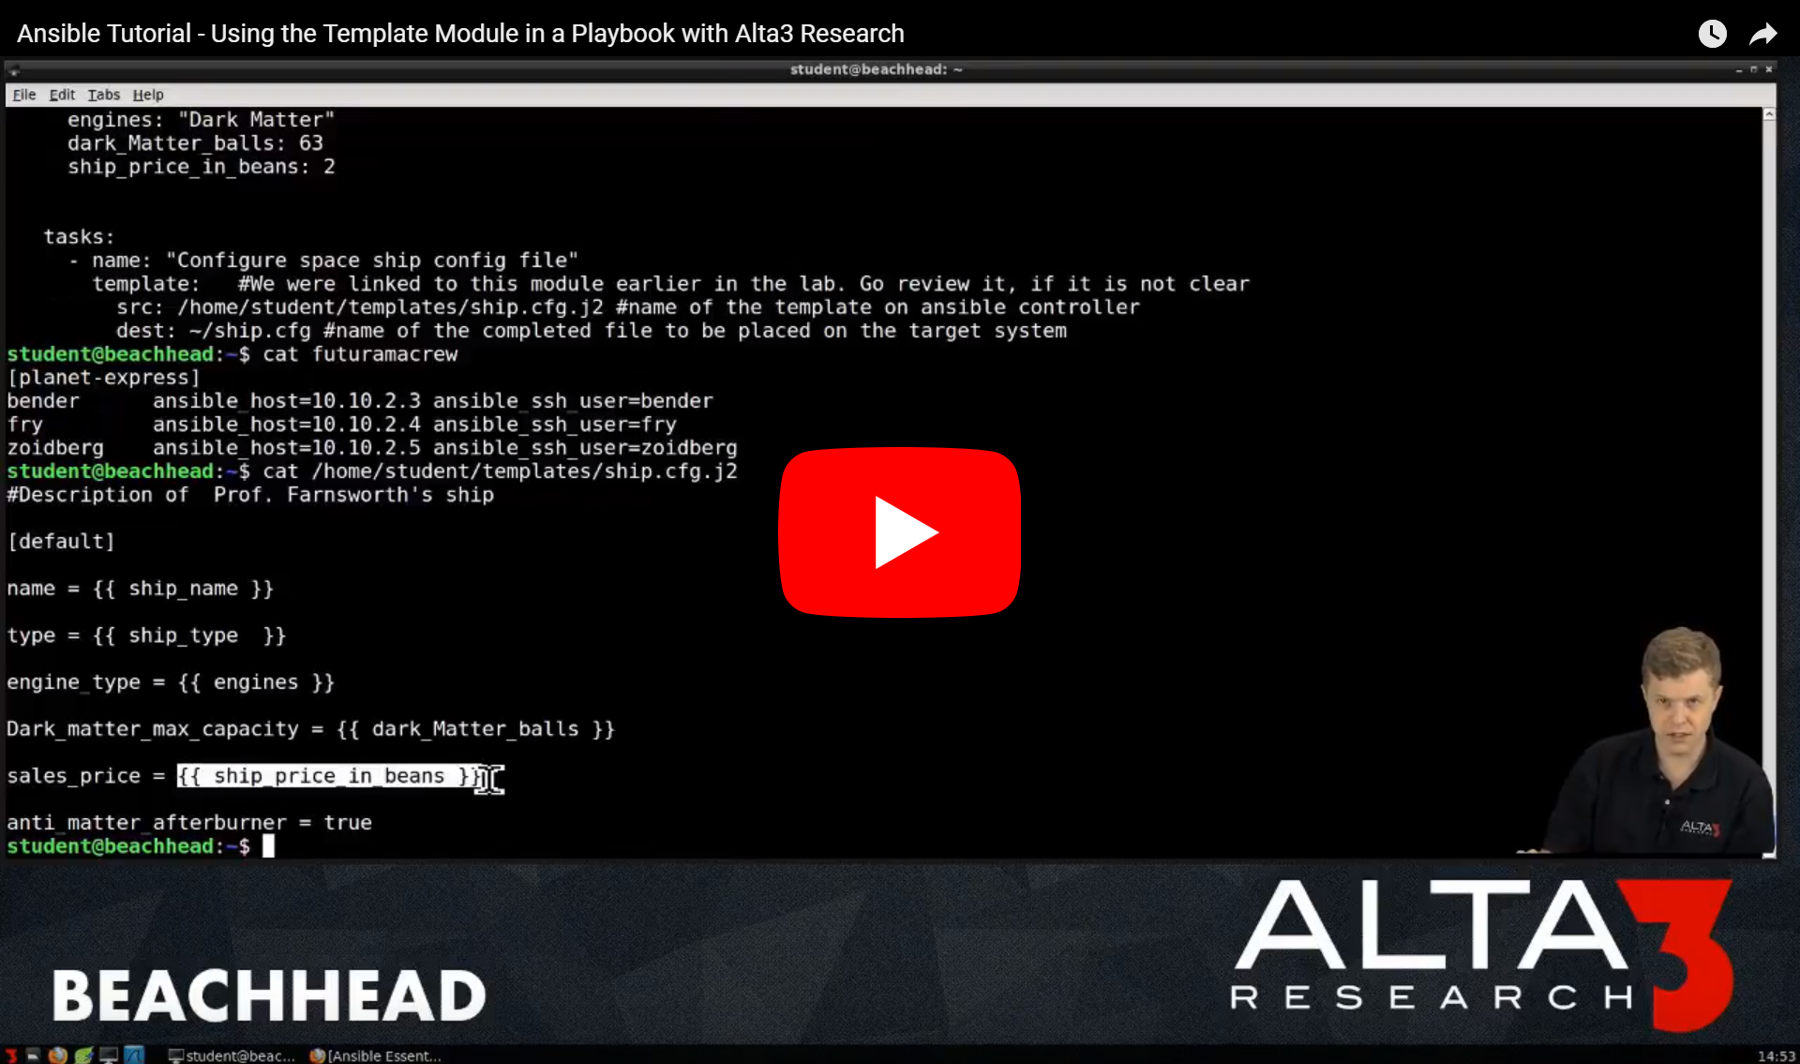 Ansible Tutorial - Using the Template Module in a Playbook with Alta3 Research
student@beachhead: ~
File Edit Tabs Help
engines: "Dark Matter"
dark_Matter_balls: 63
ship_price_in_beans: 2
tasks:
- name: "Configure space ship config file"
template: #We were linked to this module earlier in the lab. Go review it, if it is not clear
src: /home/student/templates/ship.cfg.j2 #name of the template on ansible controller
dest: ~/ship.cfg #name of the completed file to be placed on the target system
student@beachhead:~$ cat futuramacrew
[planet-express]
bender ansible_host=10.10.2.3 ansible_ssh_user=bender
fry ansible_host=10.10.2.4 ansible_ssh_user=fry
zoidberg ansible_host=10.10.2.5 ansible_ssh_user=zoidberg
student@beachhead:~$ cat /home/student/templates/ship.cfg.j2
#Description of Prof. Farnsworth's ship
[default]
name = {{ ship_name }}
type = {{ ship_type }}
engine_type = {{ engines }}
Dark_matter_max_capacity = {{ dark_Matter_balls }}
sales_price = {{ ship_price_in_beans }}
anti_matter_afterburner = true
student@beachhead:~$
ALTA3
BEACHHEAD
ALTA3
RESEARCH
student@beac...
[Ansible Essent...
14:53